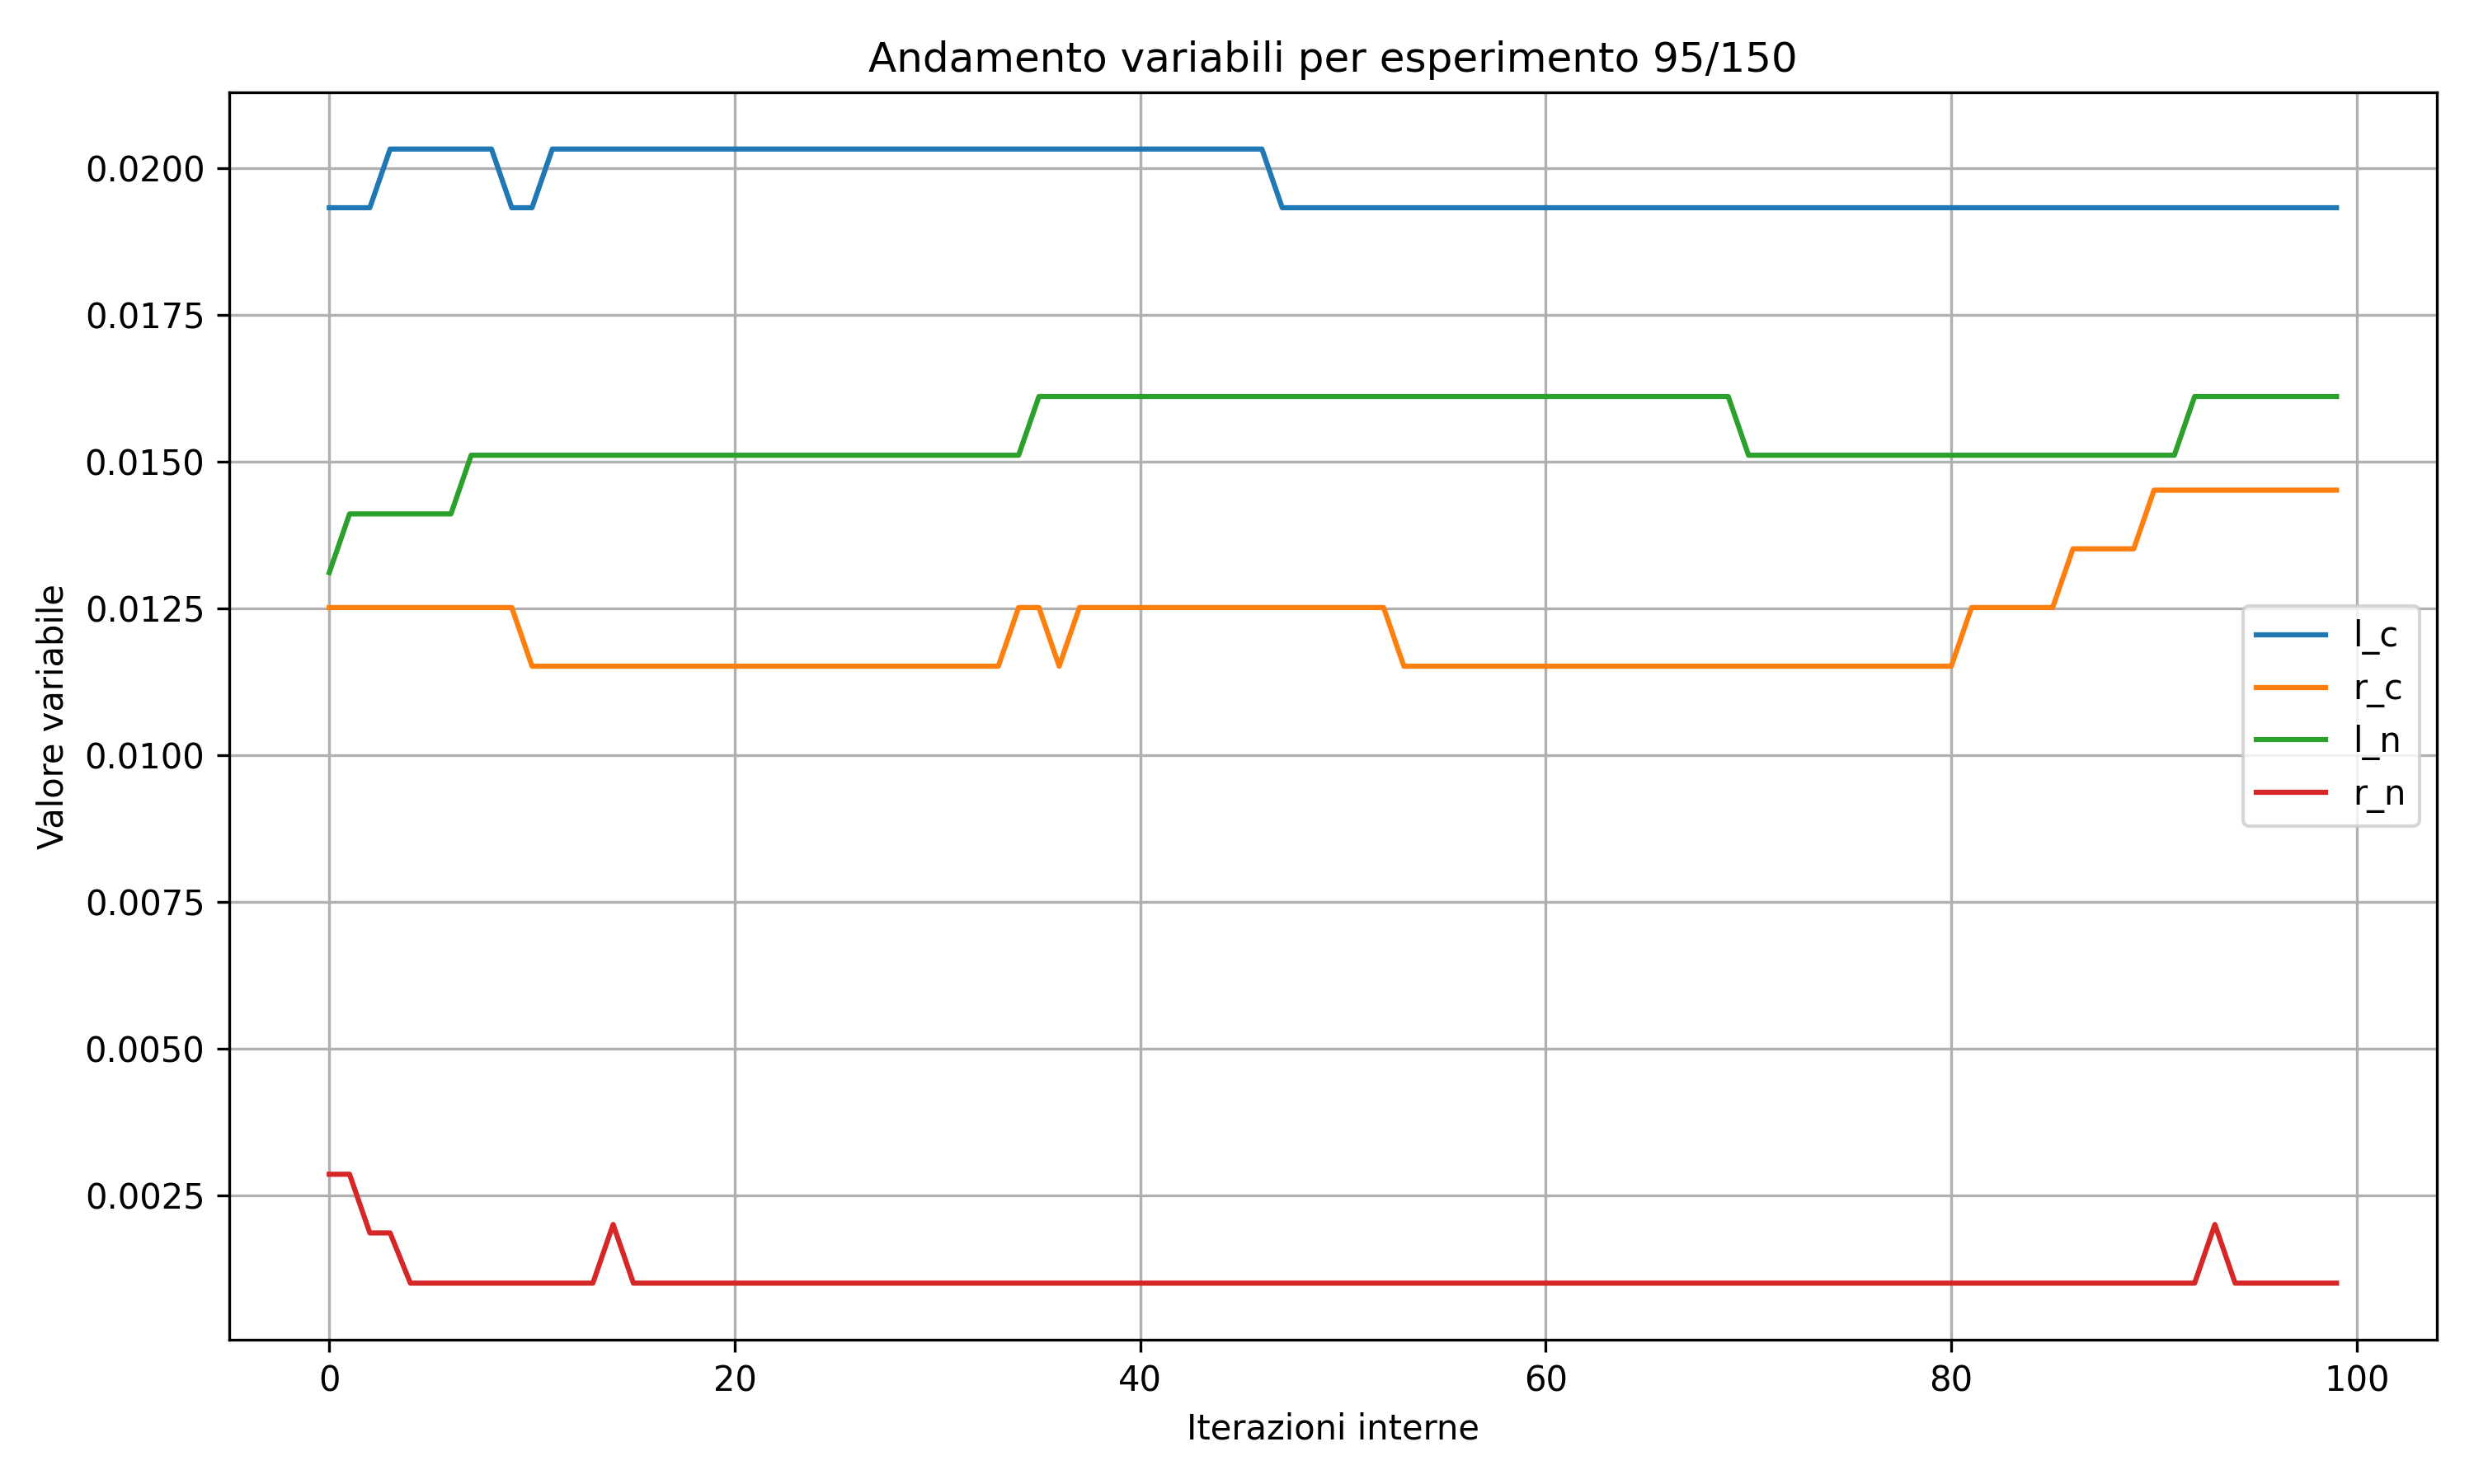 Andamento variabili per esperimento 95/150
Valore variabile
0.0200
0.0175
0.0150
0.0125
0.0100
0.0075
0.0050
0.0025
l_c
r_c
l_n
r_n
0 20 40 60 80 100
Iterazioni interne